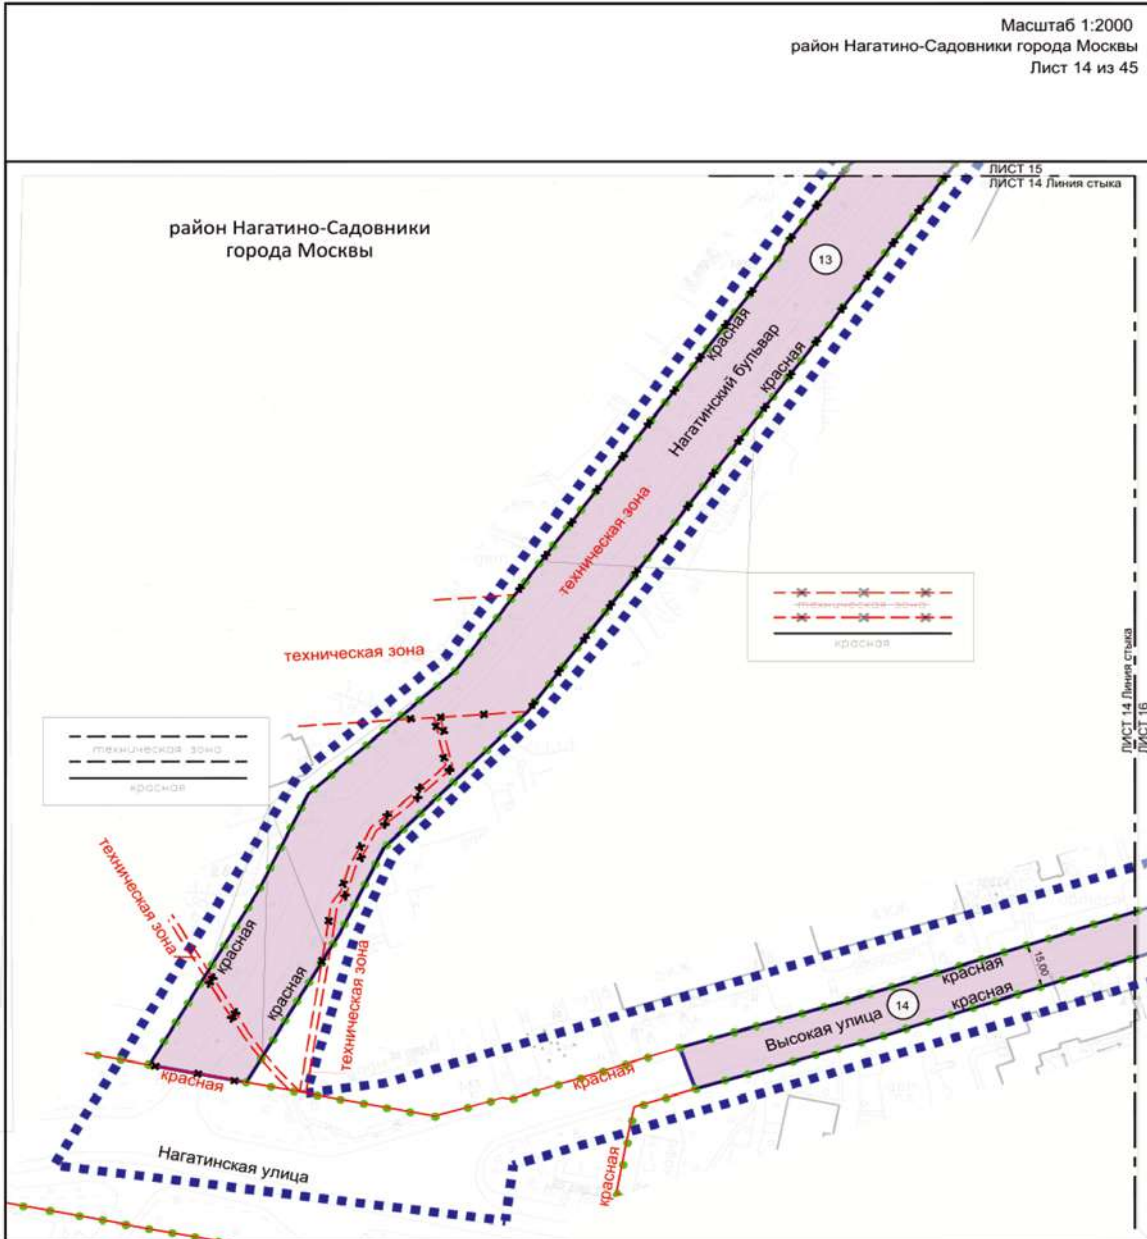 Масштаб 1:2000
район Нагатино-Садовники города Москвы
Лист 14 из 45
ЛИСТ 15
ЛИСТ 14 Линия стыка
район Нагатино-Садовники
города Москвы
13
красная
Нагатинский бульвар
красная
техническая зона
техническая зона
красная
техническая зона
ЛИСТ 14 Линия стыка
ЛИСТ 16
техническая зона
красная
техническая зона
красная
красная
техническая зона
красная
15,00
красная
14
Высокая улица
красная
красная
красная
Нагатинская улица